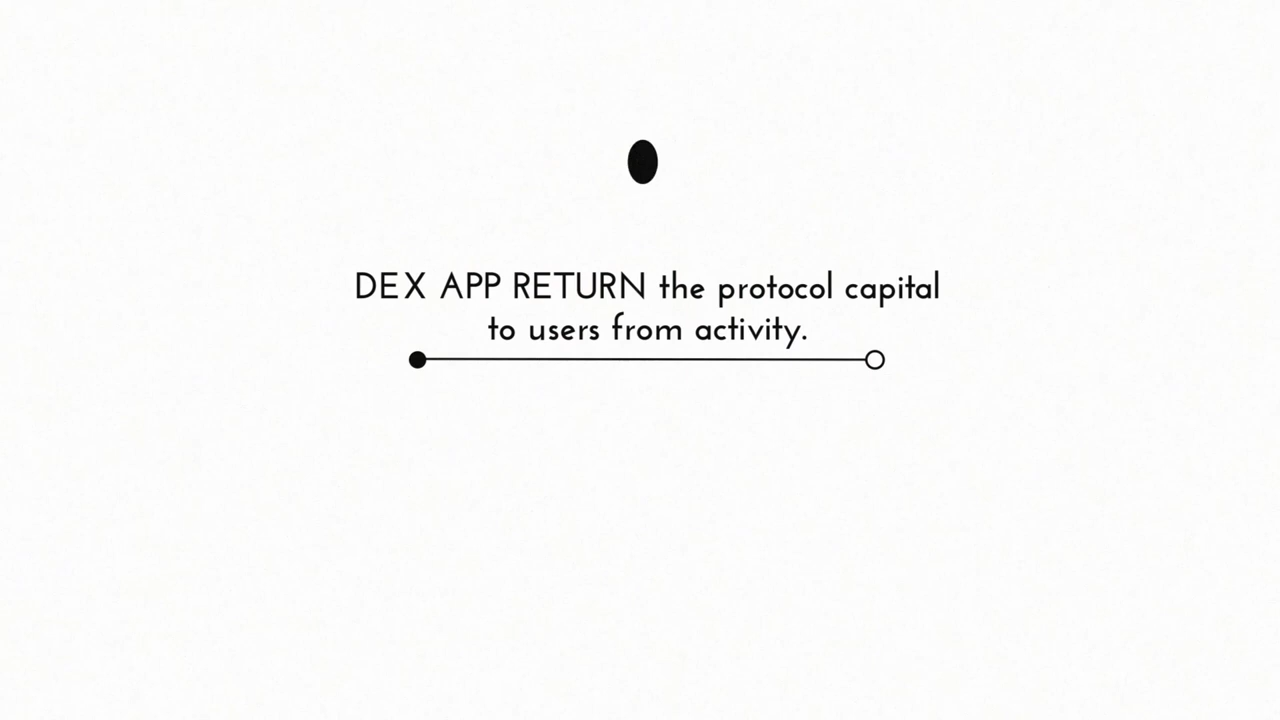 DEX APP RETURN the protocol capital
to users from activity.